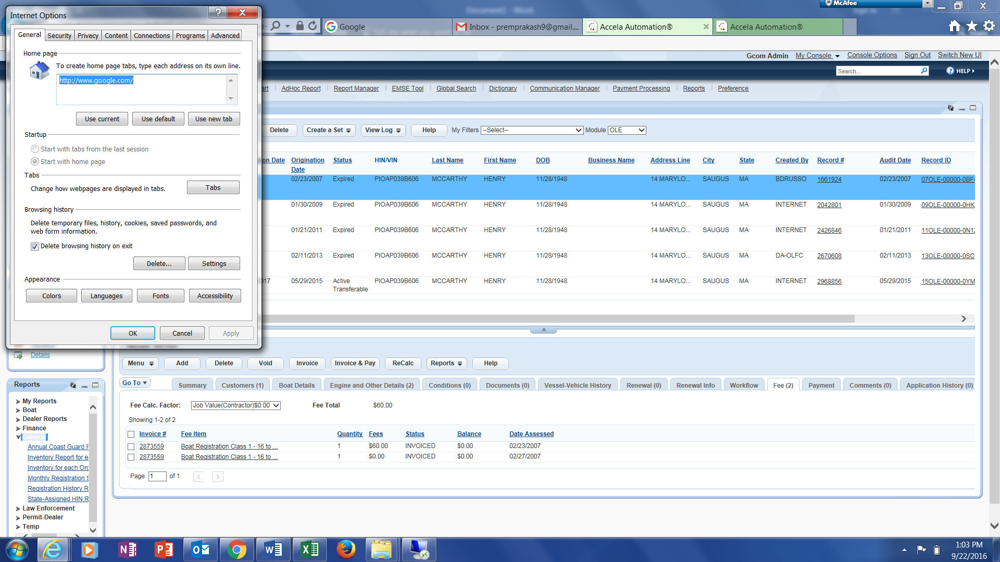 Internet Options
General Security Privacy Content Connections Programs Advanced
Home page
To create home page tabs, type each address on its own line.
http://www.google.com/
Use current Use default Use new tab
Startup
Start with tabs from the last session
Start with home page
Tabs
Change how webpages are displayed in tabs.
Tabs
Browsing history
Delete temporary files, history, cookies, saved passwords, and
web form information.
Delete browsing history on exit
Delete... Settings
Appearance
Colors Languages Fonts Accessibility
OK Cancel Apply
McAfee
Google
Inbox - premprakash9@gmail....
Accela Automation®
Accela Automation®
Gcom Admin My Console Console Options Sign Out Switch New UI
Search... HELP
AdHoc Report Report Manager EMSE Tool Global Search Dictionary Communication Manager Payment Processing Reports Preference
Delete Create a Set View Log Help My Filters --Select-- Module OLE
on Date Origination Date Status HIN/VIN Last Name First Name DOB Business Name Address Line City State Created By Record # Audit Date Record ID
02/23/2007 Expired PIOAP039B606 MCCARTHY HENRY 11/28/1948 14 MARYLO... SAUGUS MA BDRUSSO 1661924 02/23/2007 07OLE-00000-0BF
01/30/2009 Expired PIOAP039B606 MCCARTHY HENRY 11/28/1948 14 MARYLO... SAUGUS MA INTERNET 2042801 01/30/2009 09OLE-00000-0HK
01/21/2011 Expired PIOAP039B606 MCCARTHY HENRY 11/28/1948 14 MARYLO... SAUGUS MA INTERNET 2426846 01/21/2011 11OLE-00000-0N12
02/11/2013 Expired PIOAP039B606 MCCARTHY HENRY 11/28/1948 14 MARYLO... SAUGUS MA DA-OLFC 2670608 02/11/2013 13OLE-00000-0SC
017 05/29/2015 Active Transferable PIOAP039B606 MCCARTHY HENRY 11/28/1948 14 MARYLO... SAUGUS MA INTERNET 2968856 05/29/2015 15OLE-00000-0YM
Details
Menu Add Delete Void Invoice Invoice & Pay ReCalc Reports Help
Go To Summary Customers (1) Boat Details Engine and Other Details (2) Conditions (0) Documents (0) Vessel-Vehicle History Renewal (0) Renewal Info Workflow Fee (2) Payment Comments (0) Application History (0)
Fee Calc. Factor: Job Value(Contractor)$0.00 Fee Total $60.00
Showing 1-2 of 2
Invoice # Fee Item Quantity Fees Status Balance Date Assessed
2873559 Boat Registration Class 1 - 16 to ... 1 $60.00 INVOICED $0.00 02/23/2007
2873559 Boat Registration Class 1 - 16 to ... 1 $0.00 INVOICED $0.00 02/27/2007
Page 1 of 1
Reports
My Reports
Boat
Dealer Reports
Finance
General
Annual Coast Guard
Inventory Report for e
Inventory for each Or
Monthly Registration
Registration History R
State-Assigned HIN R
Law Enforcement
Permit-Dealer
Temp
1:03 PM
9/22/2016